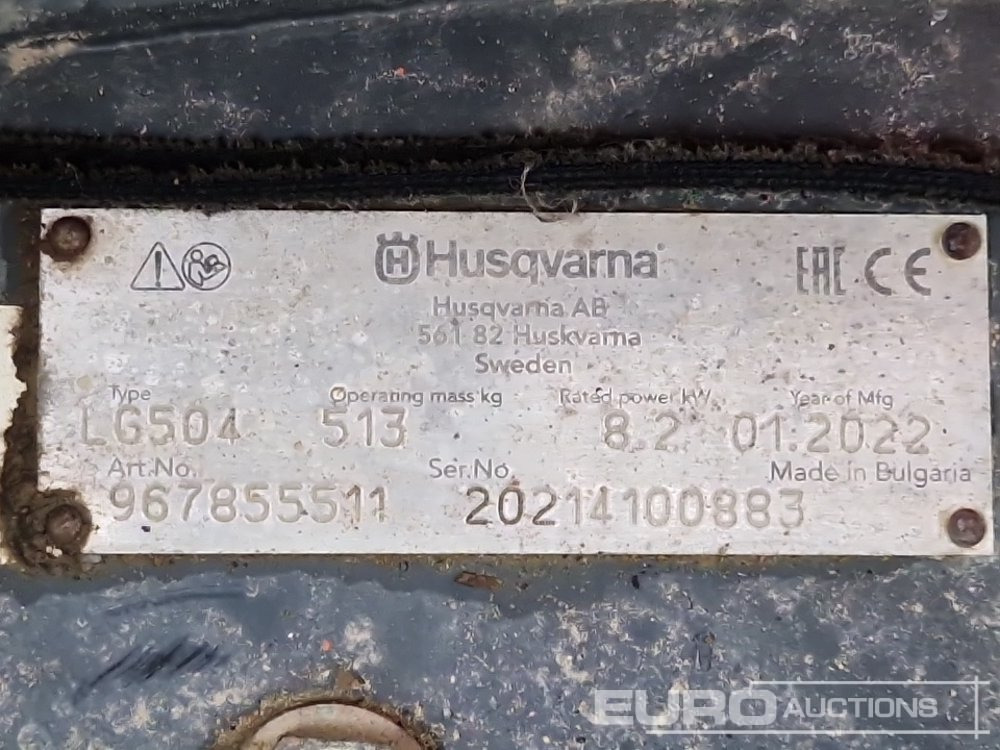 Husqvarna EAC CE
Husqvarna AB
561 82 Huskvarna
Sweden
Type Operating mass kg Rated power kW Year of Mfg
LG504 513 8.2 01.2022
Art.No. Ser.No. Made in Bulgaria
967855511 20214100883
EURO AUCTIONS